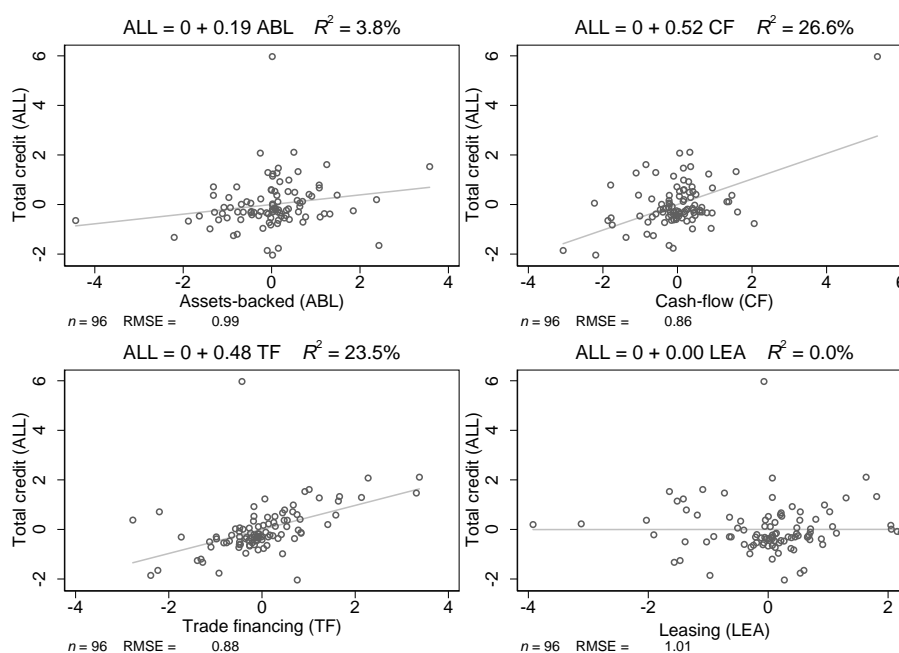 ALL = 0 + 0.19 ABL R² = 3.8%
Total credit (ALL)
6
4
2
0
-2
-4 -2 0 2 4
Assets-backed (ABL)
n = 96 RMSE = 0.99
ALL = 0 + 0.52 CF R² = 26.6%
Total credit (ALL)
6
4
2
0
-2
-4 -2 0 2 4 6
Cash-flow (CF)
n = 96 RMSE = 0.86
ALL = 0 + 0.48 TF R² = 23.5%
Total credit (ALL)
6
4
2
0
-2
-4 -2 0 2 4
Trade financing (TF)
n = 96 RMSE = 0.88
ALL = 0 + 0.00 LEA R² = 0.0%
Total credit (ALL)
6
4
2
0
-2
-4 -2 0 2
Leasing (LEA)
n = 96 RMSE = 1.01